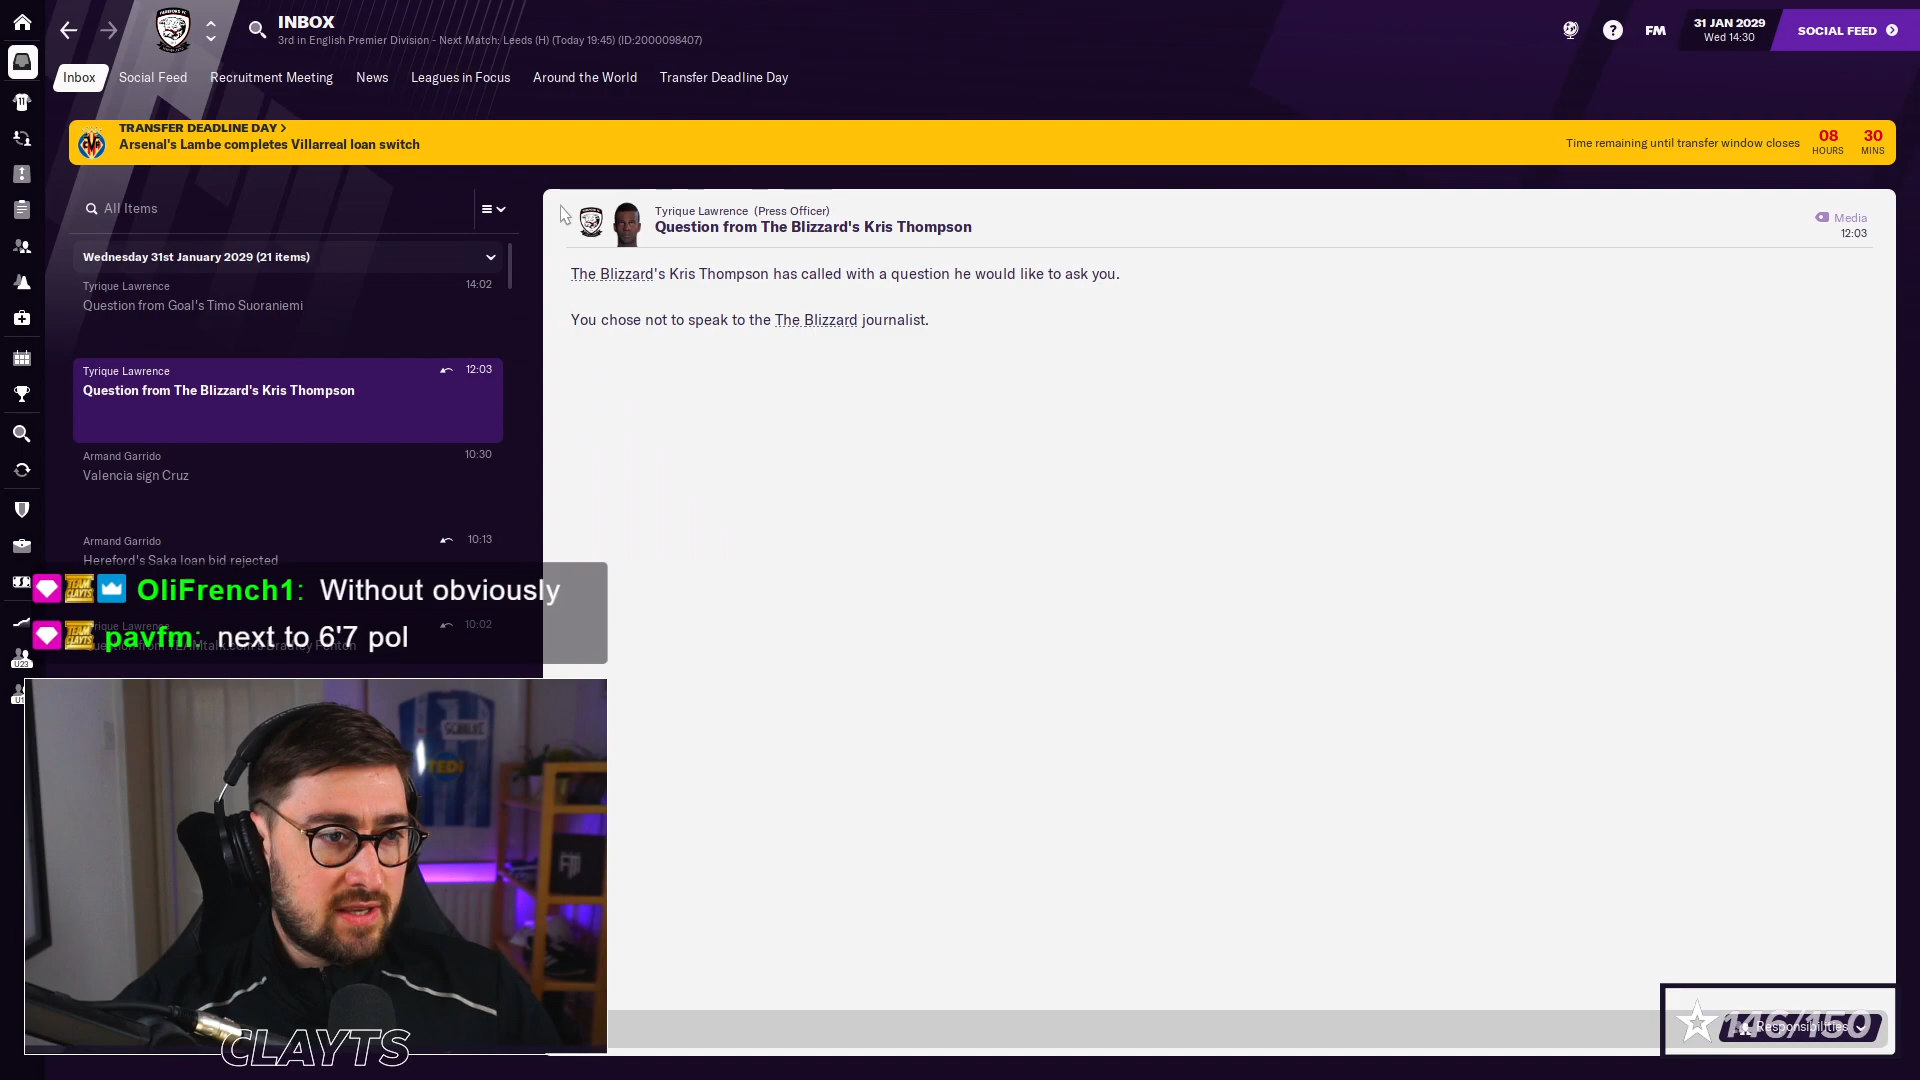 INBOX
3rd in English Premier Division - Next Match: Leeds (H) (Today 19:45) (ID:2000098407)
FM
31 JAN 2029
Wed 14:30
SOCIAL FEED
Inbox
Social Feed
Recruitment Meeting
News
Leagues in Focus
Around the World
Transfer Deadline Day
TRANSFER DEADLINE DAY >
Arsenal's Lambe completes Villarreal loan switch
Time remaining until transfer window closes
08
HOURS
30
MINS
All Items
Wednesday 31st January 2029 (21 items)
Tyrique Lawrence
14:02
Question from Goal's Timo Suoraniemi
Tyrique Lawrence
12:03
Question from The Blizzard's Kris Thompson
Armand Garrido
10:30
Valencia sign Cruz
Armand Garrido
10:13
Hereford's Saka loan bid rejected
10:02
Tyrique Lawrence (Press Officer)
Question from The Blizzard's Kris Thompson
Media
12:03
The Blizzard's Kris Thompson has called with a question he would like to ask you.
You chose not to speak to the The Blizzard journalist.
OliFrench1: Without obviously
pavfm: next to 6'7 pol
U23
CLAYTS
146/150
Responsibilities